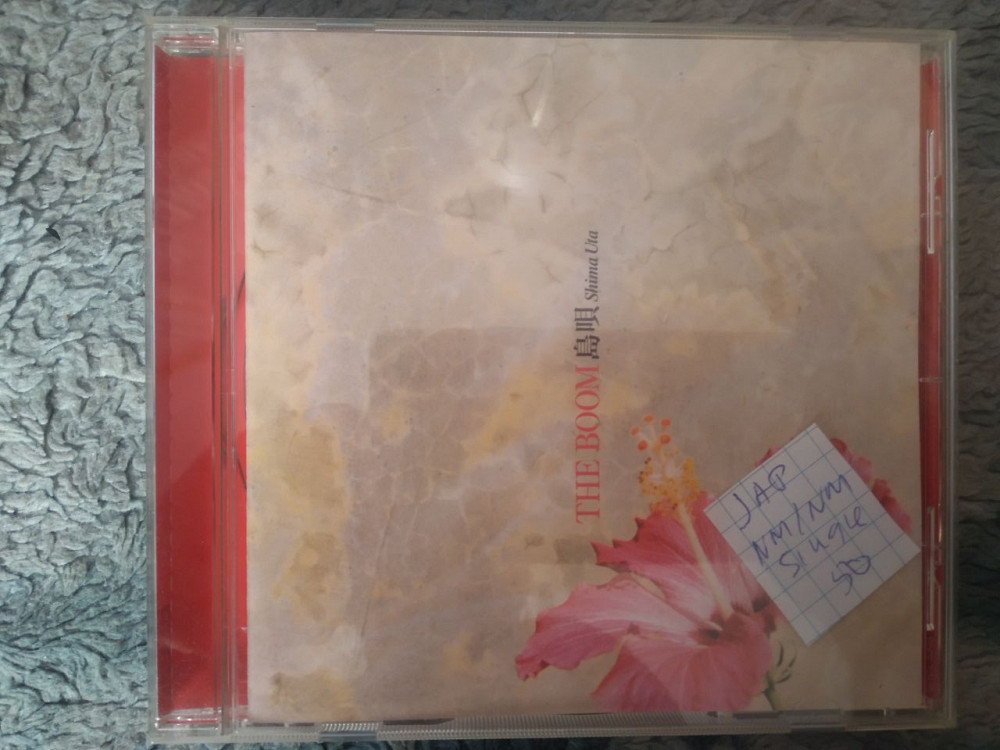 THE BOOM 島唄 Shima Uta
JAP
NM/NM
SINGLE
50